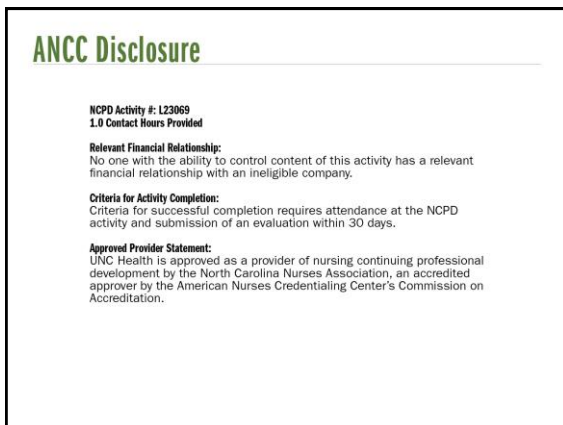 ANCC Disclosure
NCPD Activity #: L23069
1.0 Contact Hours Provided
Relevant Financial Relationship:
No one with the ability to control content of this activity has a relevant
financial relationship with an ineligible company.
Criteria for Activity Completion:
Criteria for successful completion requires attendance at the NCPD
activity and submission of an evaluation within 30 days.
Approved Provider Statement:
UNC Health is approved as a provider of nursing continuing professional
development by the North Carolina Nurses Association, an accredited
approver by the American Nurses Credentialing Center's Commission on
Accreditation.